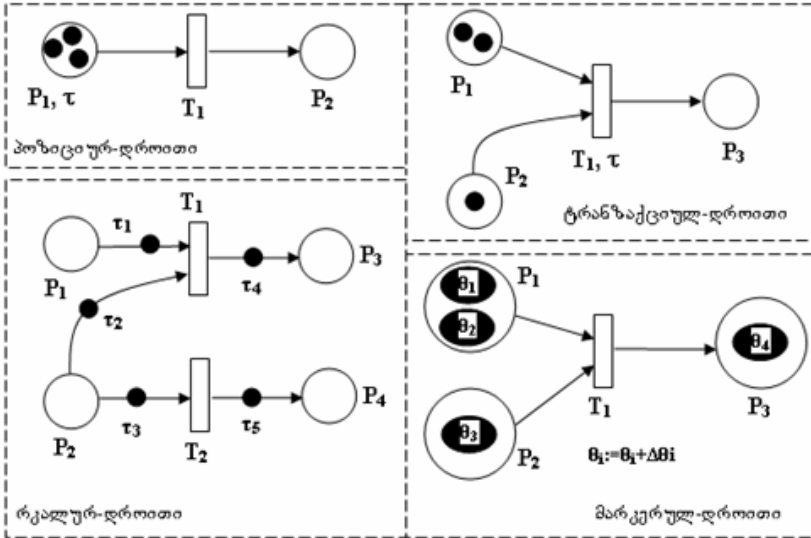 P₁, τ
T₁
P₂
პოზიციურ-დროითი
P₁
P₂
T₁, τ
P₃
ტრანზაქციულ-დროითი
τ₁
T₁
P₁
τ₂
τ₄
P₃
P₂
τ₃
T₂
τ₅
P₄
რკალურ-დროითი
θ₁
θ₂
P₁
θ₃
P₂
T₁
θ₄
P₃
θᵢ:=θᵢ+Δθi
მარკერულ-დროითი